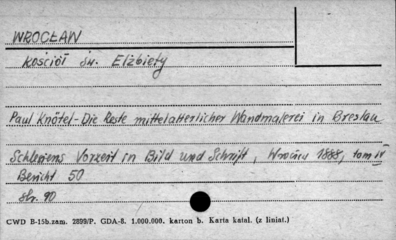 WROCŁAW
Kościół św. Elżbiety
Paul Knötel - Die Reste mittelalterlicher Wandmalerei in Breslau
Schlesiens Vorzeit in Bild und Schrift, Wrocław 1888, tom IV
Bericht 50
Str. 90
CWD B-15b.zam. 2899/P. GDA-8. 1.000.000. karton b. Karta katal. (z liniat.)